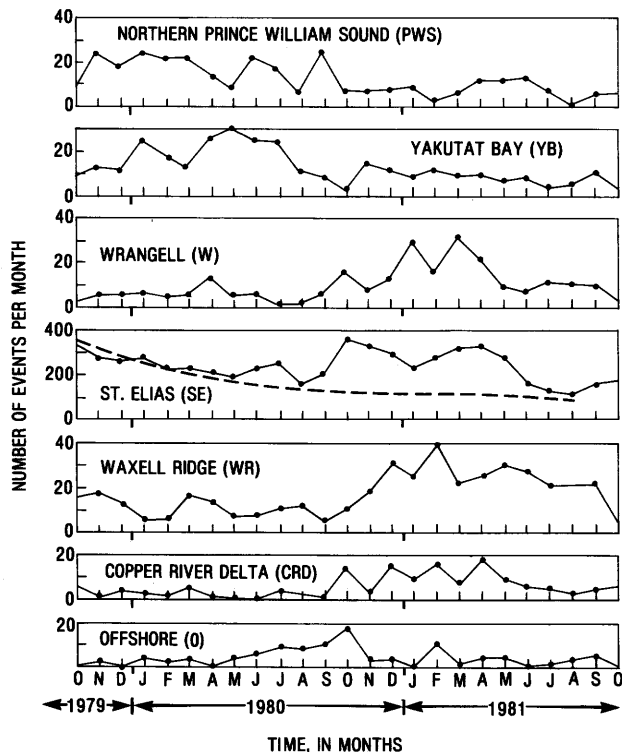 40
20
0
NORTHERN PRINCE WILLIAM SOUND (PWS)
20
0
YAKUTAT BAY (YB)
40
20
0
WRANGELL (W)
400
200
0
ST. ELIAS (SE)
40
20
0
WAXELL RIDGE (WR)
20
0
COPPER RIVER DELTA (CRD)
20
0
OFFSHORE (O)
NUMBER OF EVENTS PER MONTH
O N D J F M A M J J A S O N D J F M A M J J A S O
1979 1980 1981
TIME, IN MONTHS